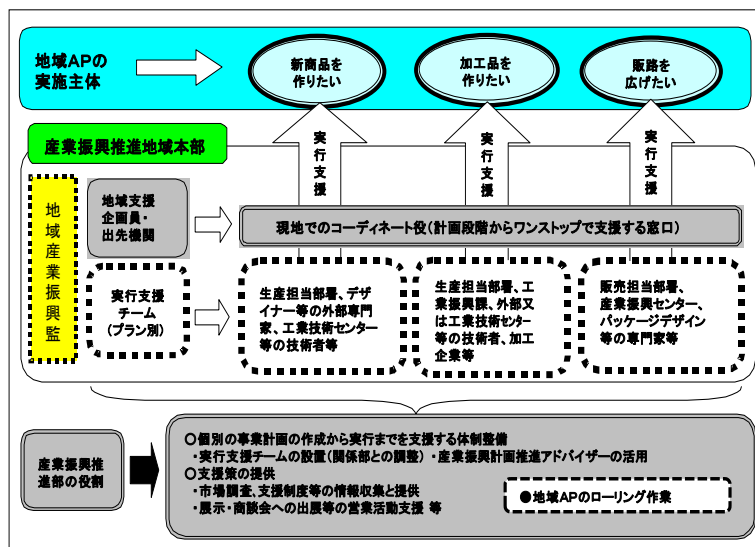 地域APの
実施主体
新商品を
作りたい
加工品を
作りたい
販路を
広げたい
実行支援
実行支援
実行支援
産業振興推進地域本部
地域産業振興監
地域支援
企画員・
出先機関
現地でのコーディネート役(計画段階からワンストップで支援する窓口)
実行支援
チーム
(プラン別)
生産担当部署、デザ
イナー等の外部専門
家、工業技術センター
等の技術者等
生産担当部署、工
業振興課、外部又
は工業技術センター
等の技術者、加工
企業等
販売担当部署、
産業振興センター、
パッケージデザイン
等の専門家等
産業振興推
進部の役割
○個別の事業計画の作成から実行までを支援する体制整備
・実行支援チームの設置(関係部との調整)・産業振興計画推進アドバイザーの活用
○支援策の提供
・市場調査、支援制度等の情報収集と提供
・展示・商談会への出展等の営業活動支援 等
●地域APのローリング作業